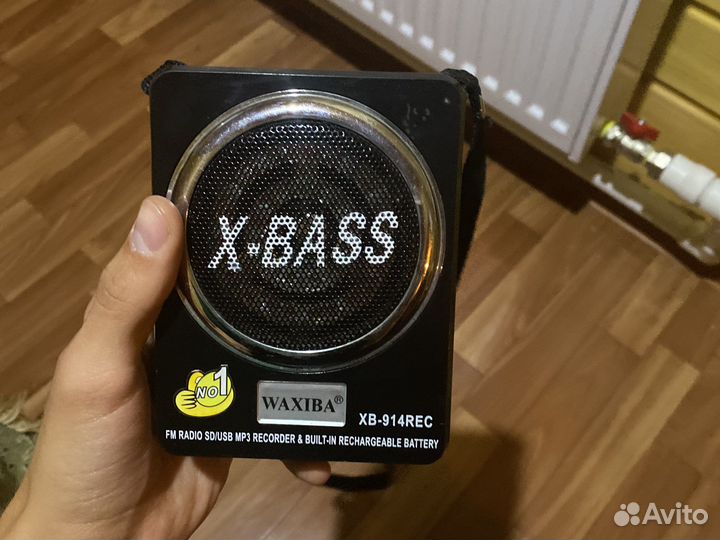 X-BASS
NO1
WAXIBA®
XB-914REC
FM RADIO SD/USB MP3 RECORDER & BUILT-IN RECHARGEABLE BATTERY
Avito